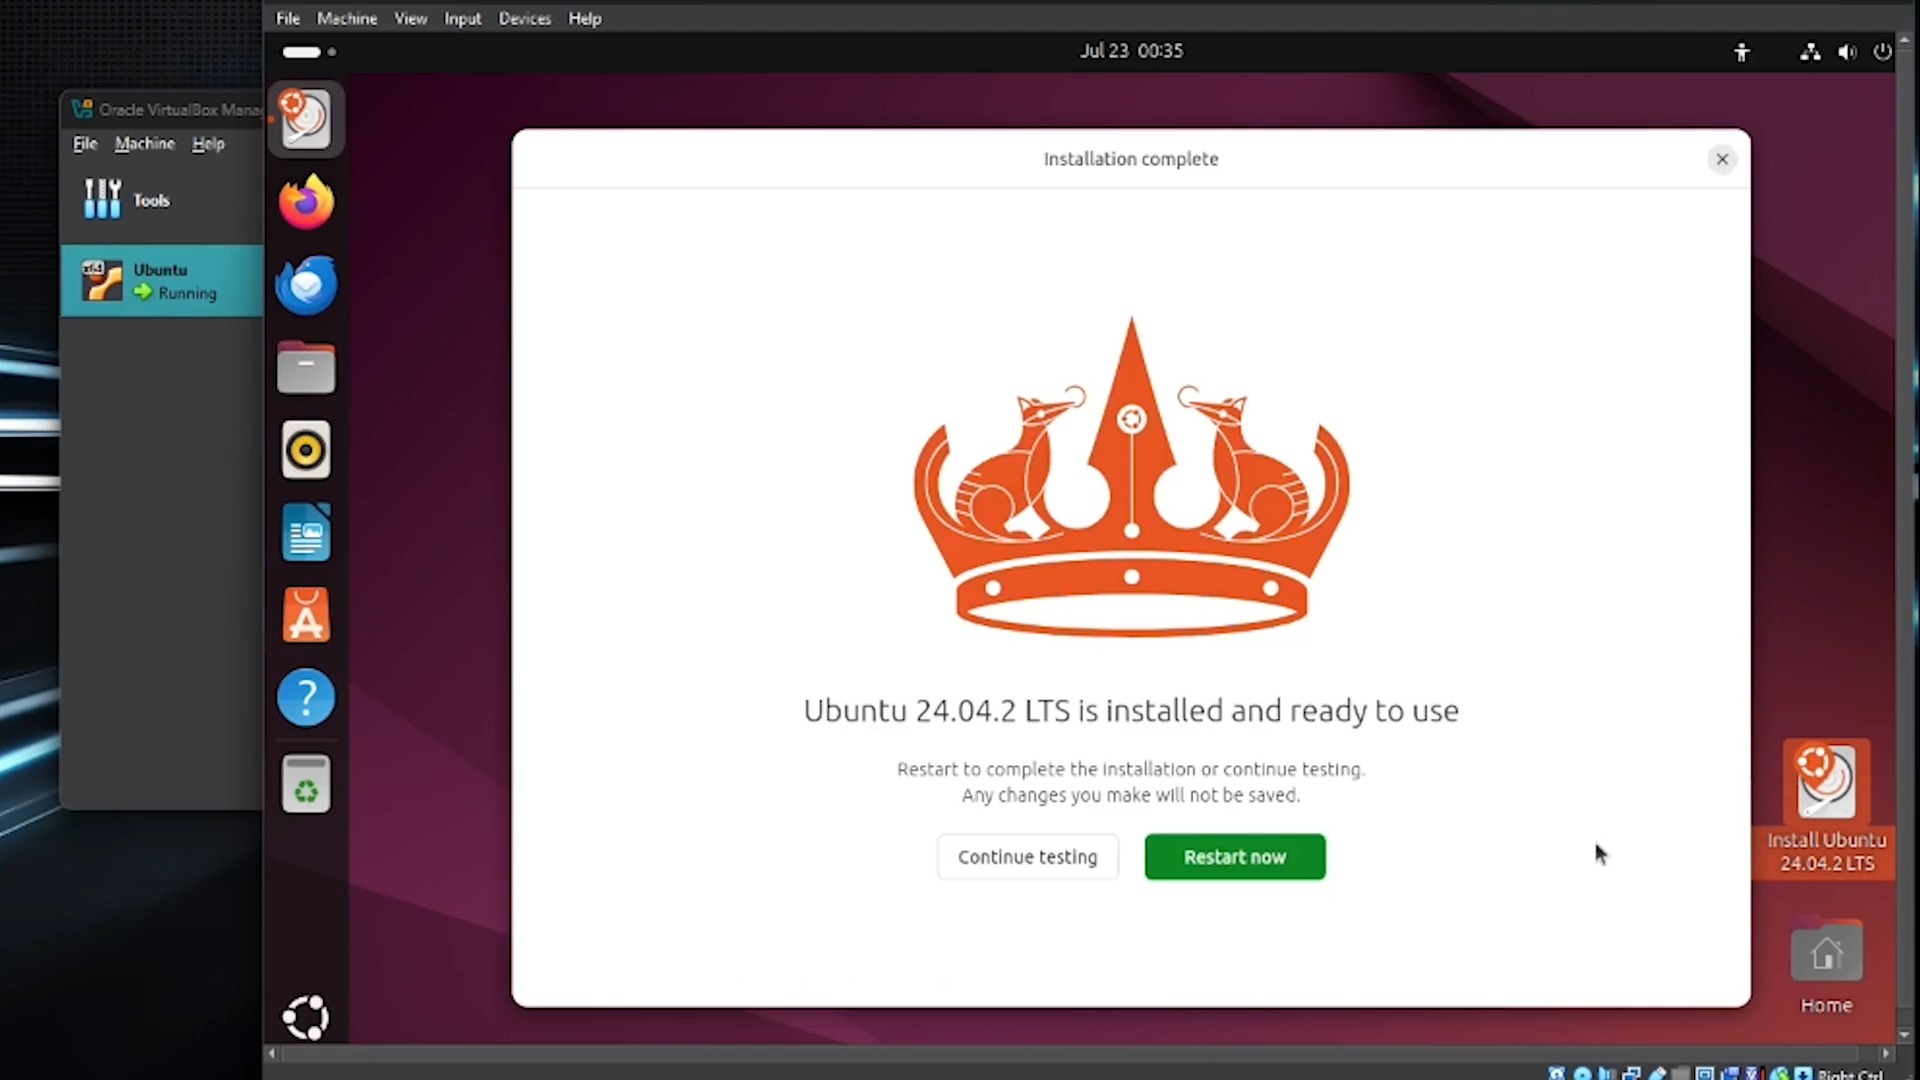 File Machine View Input Devices Help
Jul 23 00:35
Oracle VirtualBox Mana
File Machine Help
Tools
Ubuntu
Running
Installation complete
Ubuntu 24.04.2 LTS is installed and ready to use
Restart to complete the installation or continue testing.
Any changes you make will not be saved.
Continue testing
Restart now
Install Ubuntu
24.04.2 LTS
Home
Right Ctrl